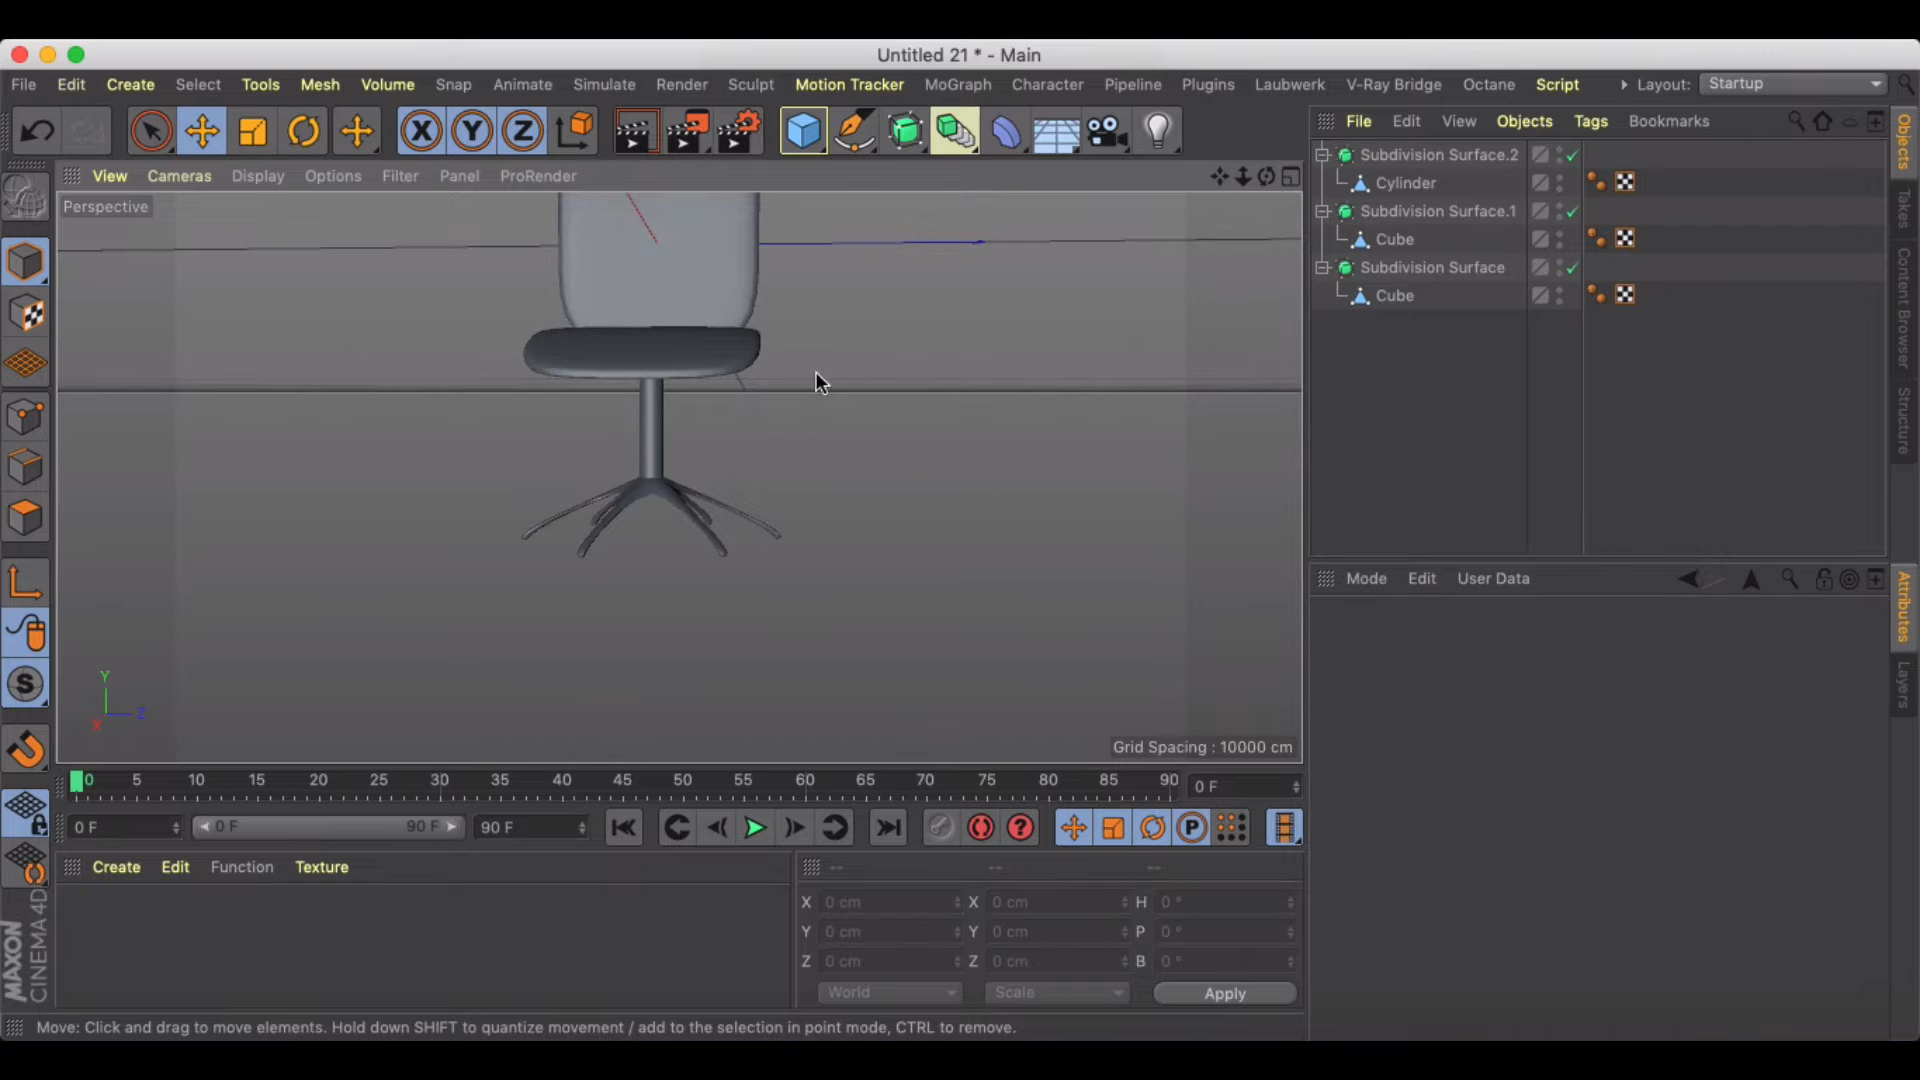 Untitled 21 * - Main
File Edit Create Select Tools Mesh Volume Snap Animate Simulate Render Sculpt Motion Tracker MoGraph Character Pipeline Plugins Laubwerk V-Ray Bridge Octane Script Layout: Startup
X Y Z
File Edit View Objects Tags Bookmarks
View Cameras Display Options Filter Panel ProRender
Perspective
Subdivision Surface.2
Cylinder
Subdivision Surface.1
Cube
Subdivision Surface
Cube
Objects
Takes
Content Browser
Structure
Mode Edit User Data
Attributes
Layers
S
Y
Z
X
Grid Spacing : 10000 cm
0 5 10 15 20 25 30 35 40 45 50 55 60 65 70 75 80 85 90 0 F
0 F 0 F 90 F 90 F ? P
Create Edit Function Texture -- -- --
X 0 cm X 0 cm H 0 °
Y 0 cm Y 0 cm P 0 °
Z 0 cm Z 0 cm B 0 °
World Scale Apply
MAXON
CINEMA 4D
Move: Click and drag to move elements. Hold down SHIFT to quantize movement / add to the selection in point mode, CTRL to remove.